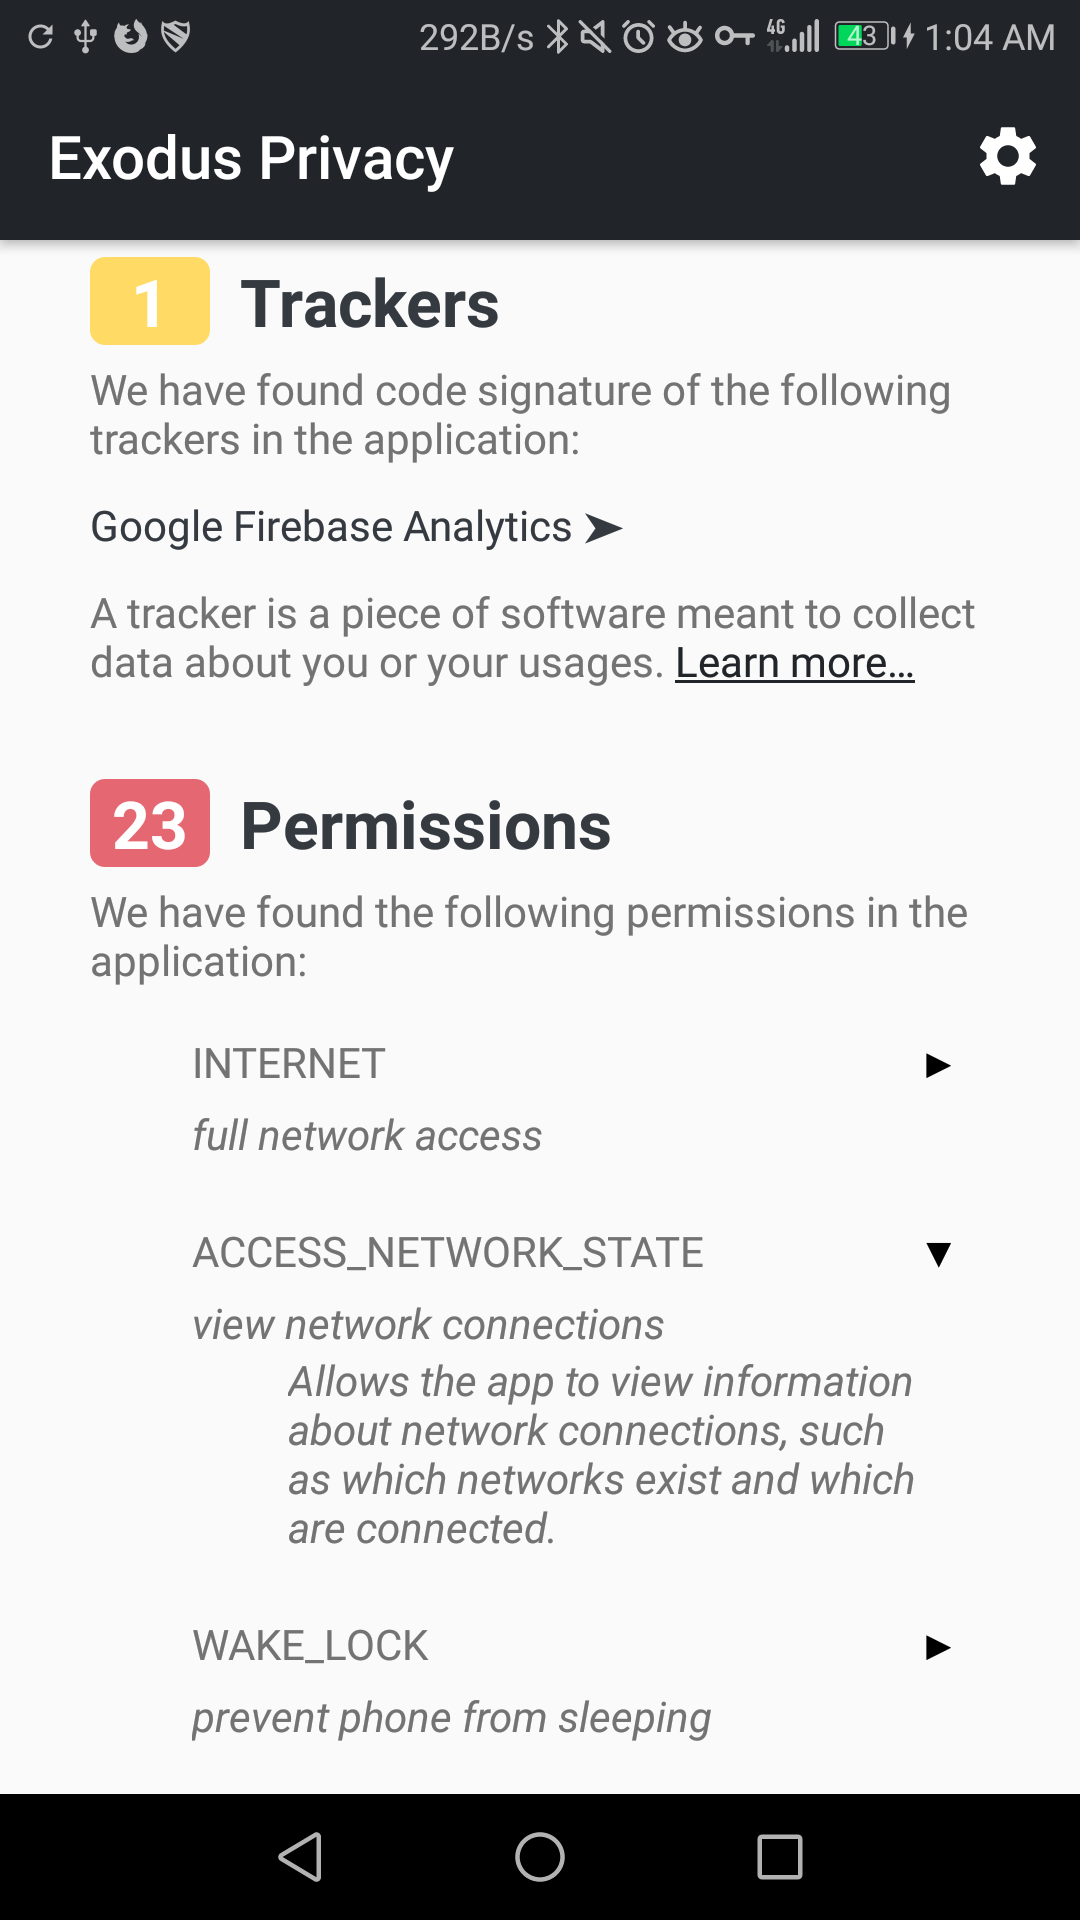 292B/s 4G 43 1:04 AM
Exodus Privacy
1 Trackers
We have found code signature of the following
trackers in the application:
Google Firebase Analytics ➤
A tracker is a piece of software meant to collect
data about you or your usages. Learn more...
23 Permissions
We have found the following permissions in the
application:
INTERNET
full network access
ACCESS_NETWORK_STATE
view network connections
Allows the app to view information
about network connections, such
as which networks exist and which
are connected.
WAKE_LOCK
prevent phone from sleeping